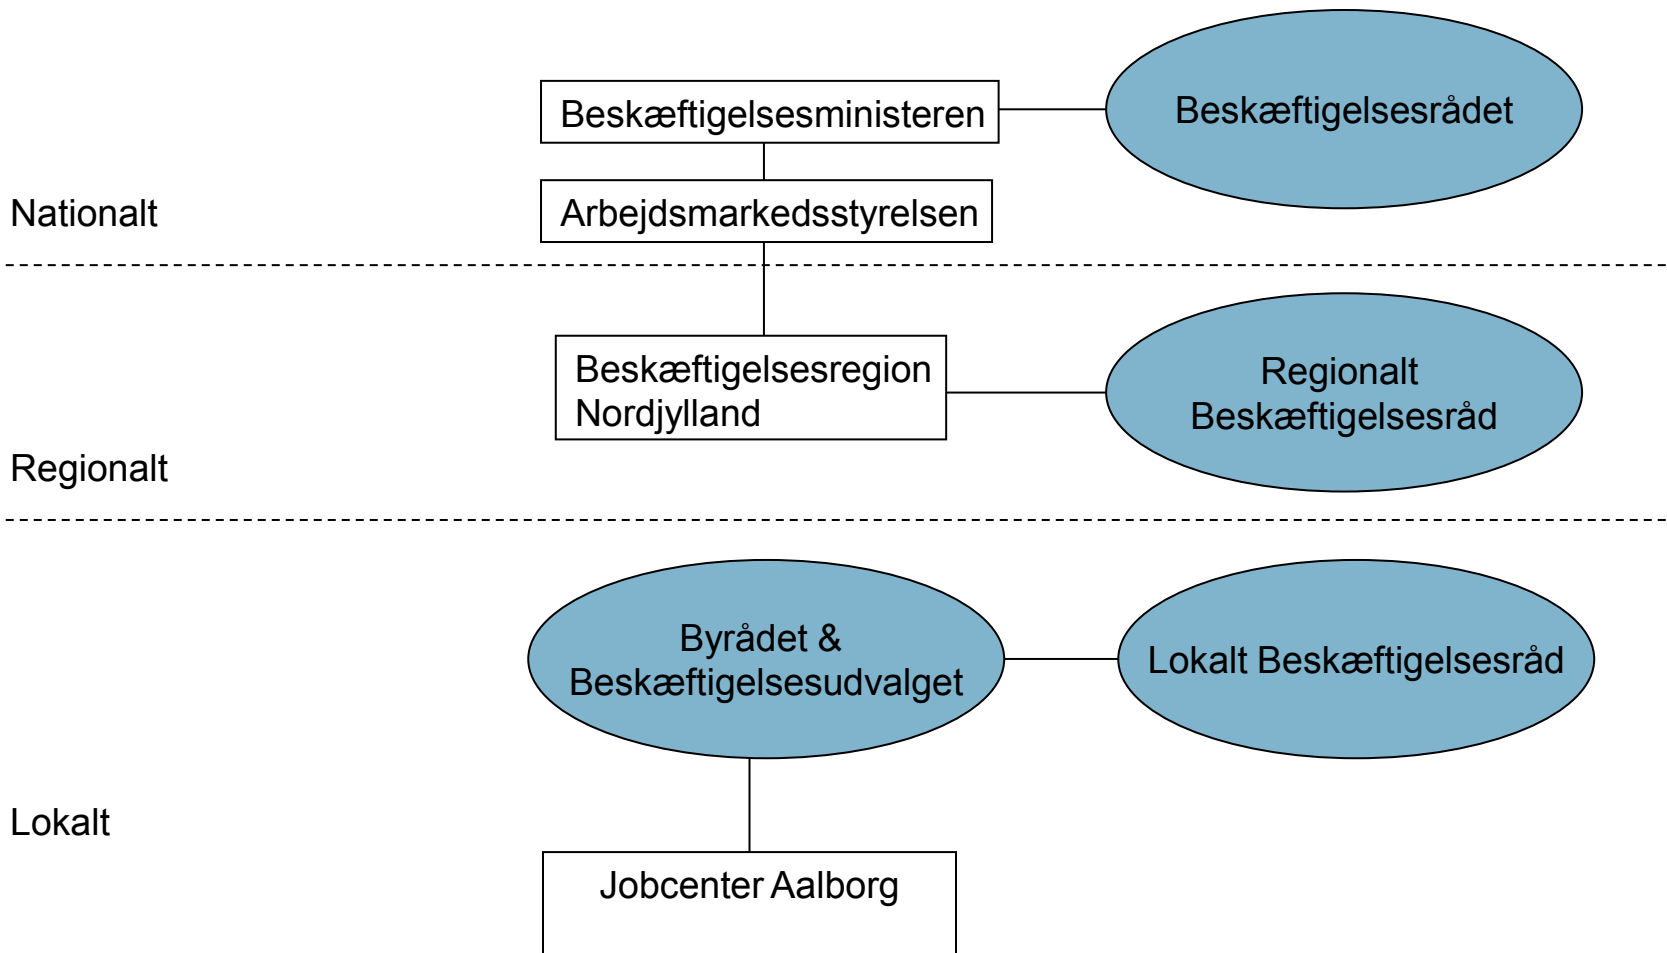 Beskæftigelsesministeren
Beskæftigelsesrådet
Nationalt
Arbejdsmarkedsstyrelsen
Beskæftigelsesregion
Nordjylland
Regionalt
Beskæftigelsesråd
Regionalt
Byrådet &
Beskæftigelsesudvalget
Lokalt Beskæftigelsesråd
Lokalt
Jobcenter Aalborg